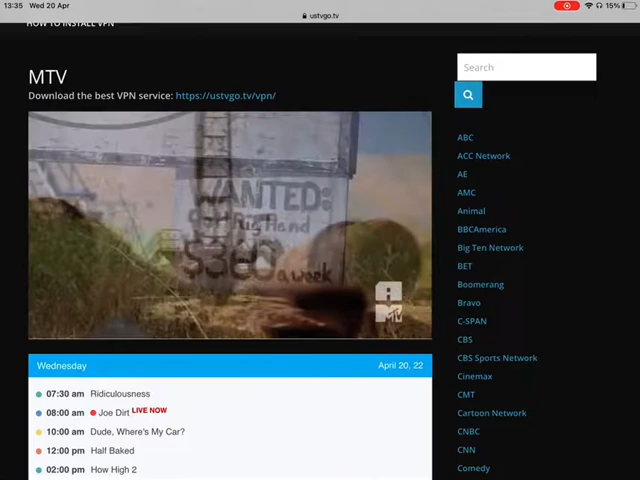 13:35 Wed 20 Apr
15%
ustvgo.tv
HOW TO INSTALL VPN
MTV
Download the best VPN service: https://ustvgo.tv/vpn/
WANTED:
$360 a week
MTV
Wednesday April 20, 22
07:30 am Ridiculousness
08:00 am Joe Dirt LIVE NOW
10:00 am Dude, Where's My Car?
12:00 pm Half Baked
02:00 pm How High 2
Search
ABC
ACC Network
AE
AMC
Animal
BBCAmerica
Big Ten Network
BET
Boomerang
Bravo
C-SPAN
CBS
CBS Sports Network
Cinemax
CMT
Cartoon Network
CNBC
CNN
Comedy